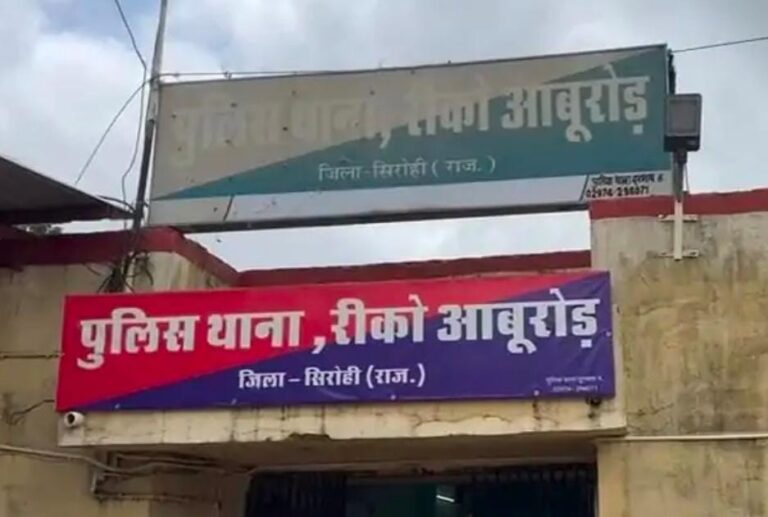 पुलिस थाना, रीको आबूरोड़
जिला-सिरोही ( राज. )
पुलिस थाना , रीको आबूरोड़
जिला – सिरोही (राज.)